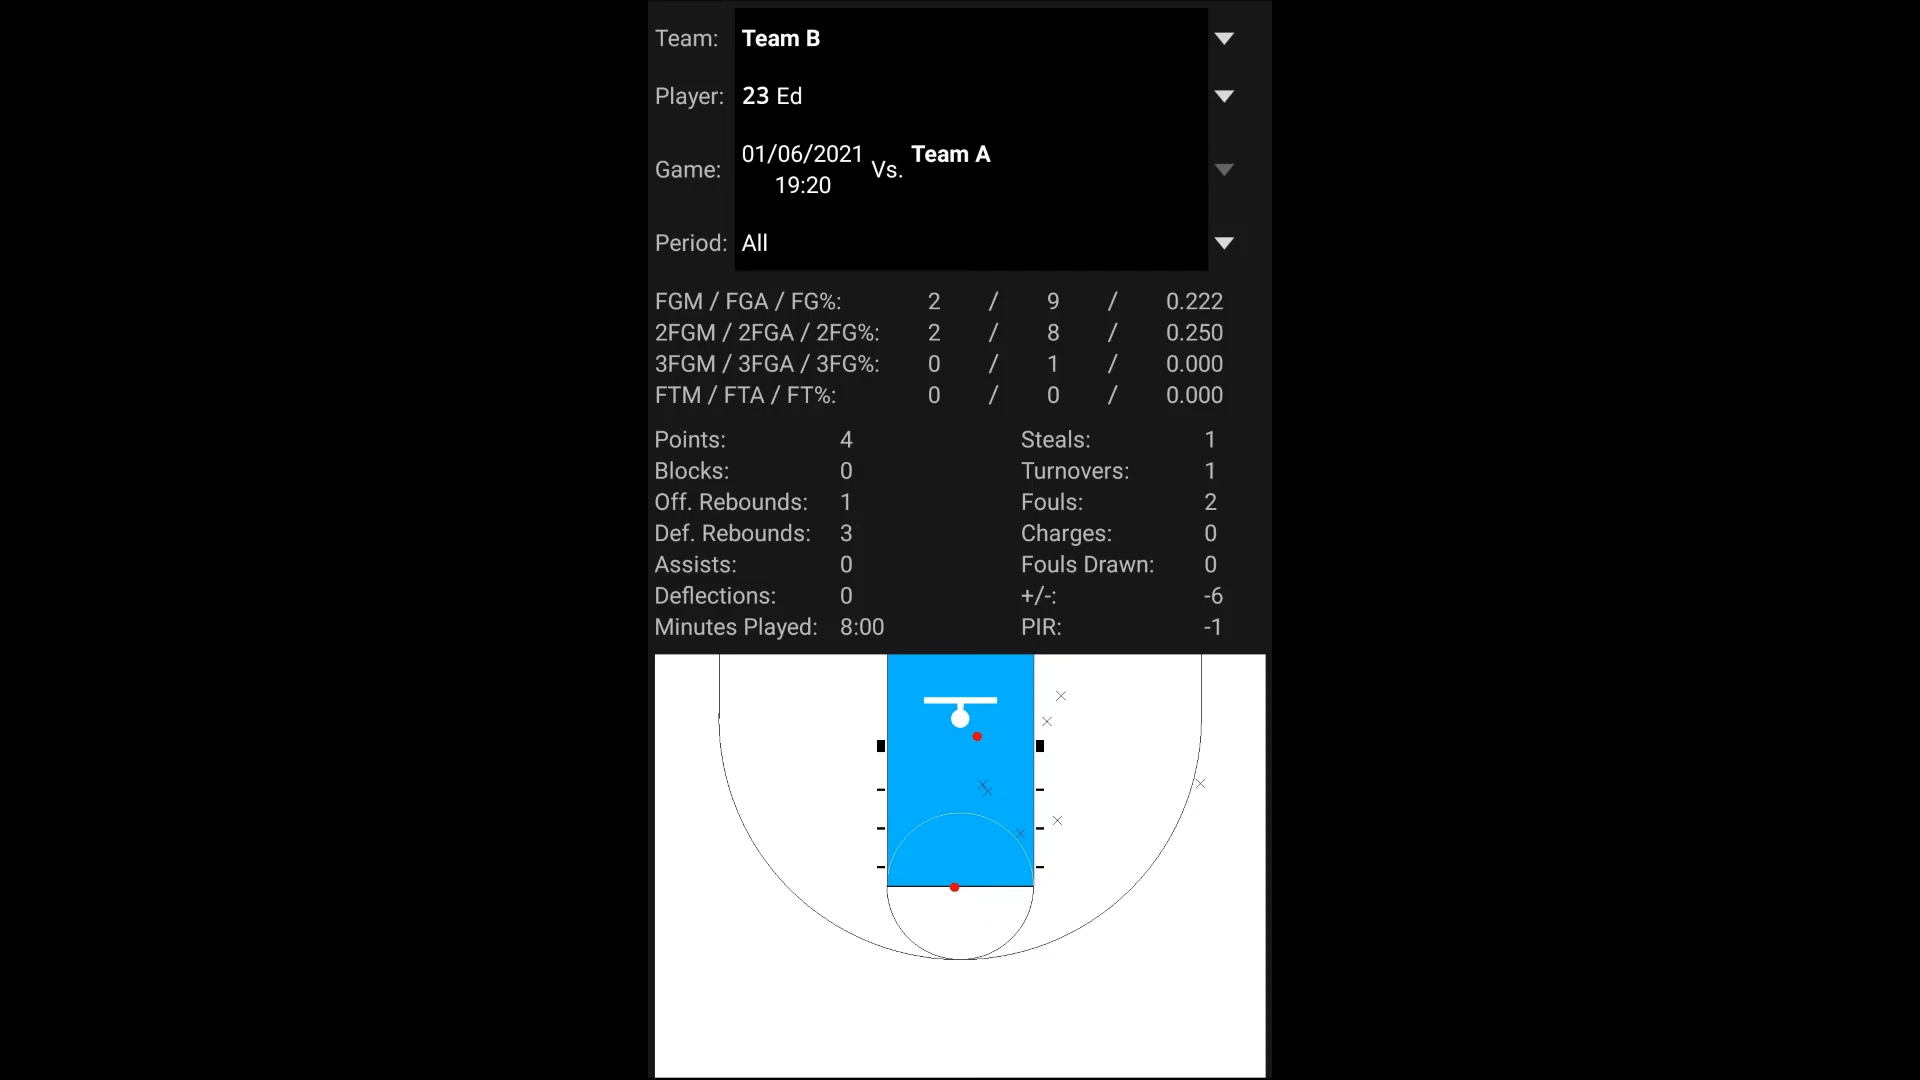 Team: Team B
Player: 23 Ed
Game: 01/06/2021 19:20 Vs. Team A
Period: All
FGM / FGA / FG%: 2 / 9 / 0.222
2FGM / 2FGA / 2FG%: 2 / 8 / 0.250
3FGM / 3FGA / 3FG%: 0 / 1 / 0.000
FTM / FTA / FT%: 0 / 0 / 0.000
Points: 4 Steals: 1
Blocks: 0 Turnovers: 1
Off. Rebounds: 1 Fouls: 2
Def. Rebounds: 3 Charges: 0
Assists: 0 Fouls Drawn: 0
Deflections: 0 +/-: -6
Minutes Played: 8:00 PIR: -1